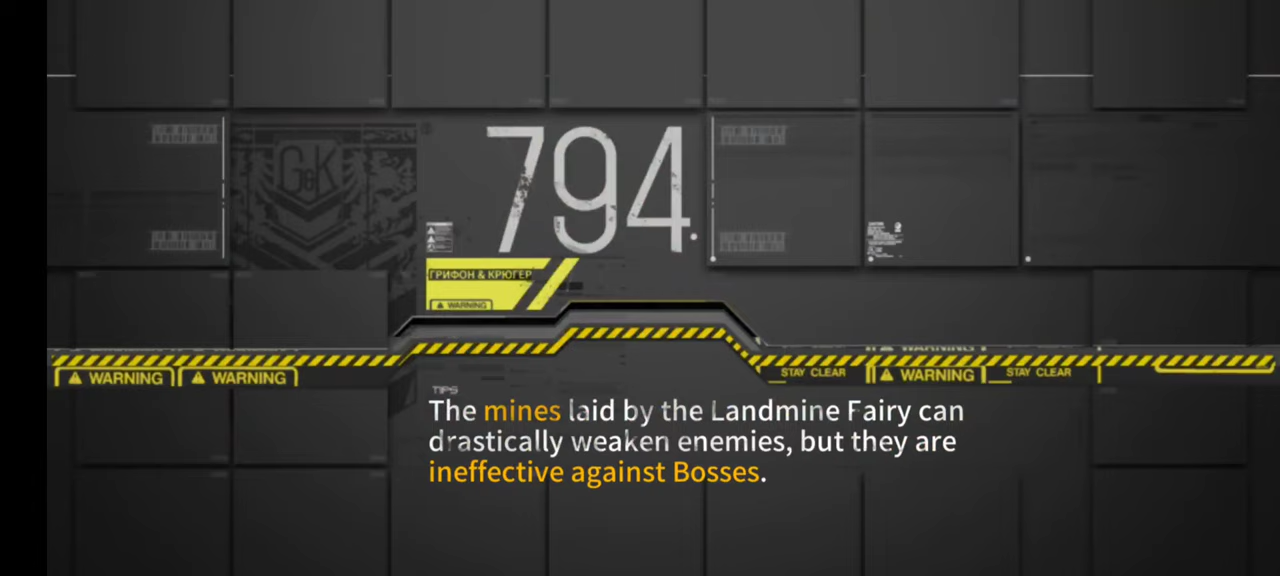 G&K
794.
ГРИФОН & КРЮГЕР
WARNING
WARNING
WARNING WARNING STAY CLEAR WARNING STAY CLEAR
TIPS
The mines laid by the Landmine Fairy can
drastically weaken enemies, but they are
ineffective against Bosses.